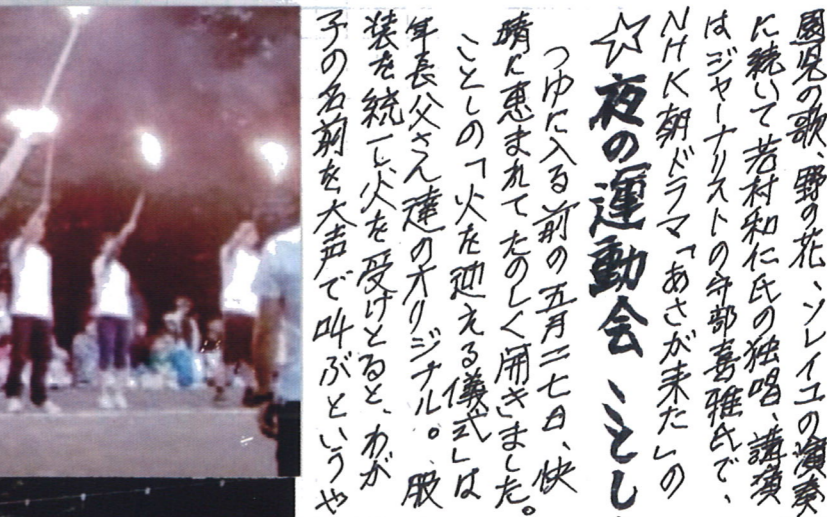 園児の歌、野の花、ソレイユの演奏
に続いて若村和仁氏の独唱、講演
はジャーナリストの守部喜雅氏で、
NHK朝ドラマ「あさが来た」の
☆夜の運動会 ことし
つゆに入る前の五月二七日、快
晴に恵まれてたのしく開きました。
ことしの「火を迎える儀式」は
年長父さん達のオリジナル。服
装を統一し火を受けとると、わが
子の名前を大声で叫ぶというや